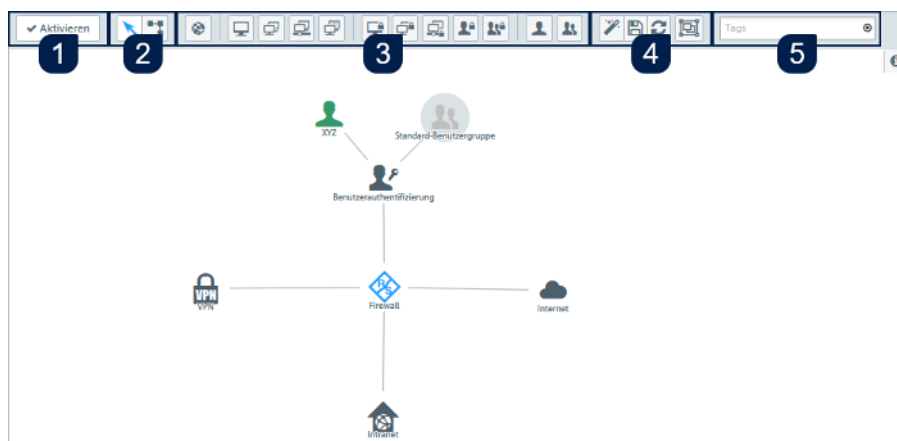 ✓ Aktivieren
Tags
1
2
3
4
5
XYZ
Standard-Benutzergruppe
Benutzerauthentifizierung
VPN
VPN
R S
Firewall
Internet
Intranet